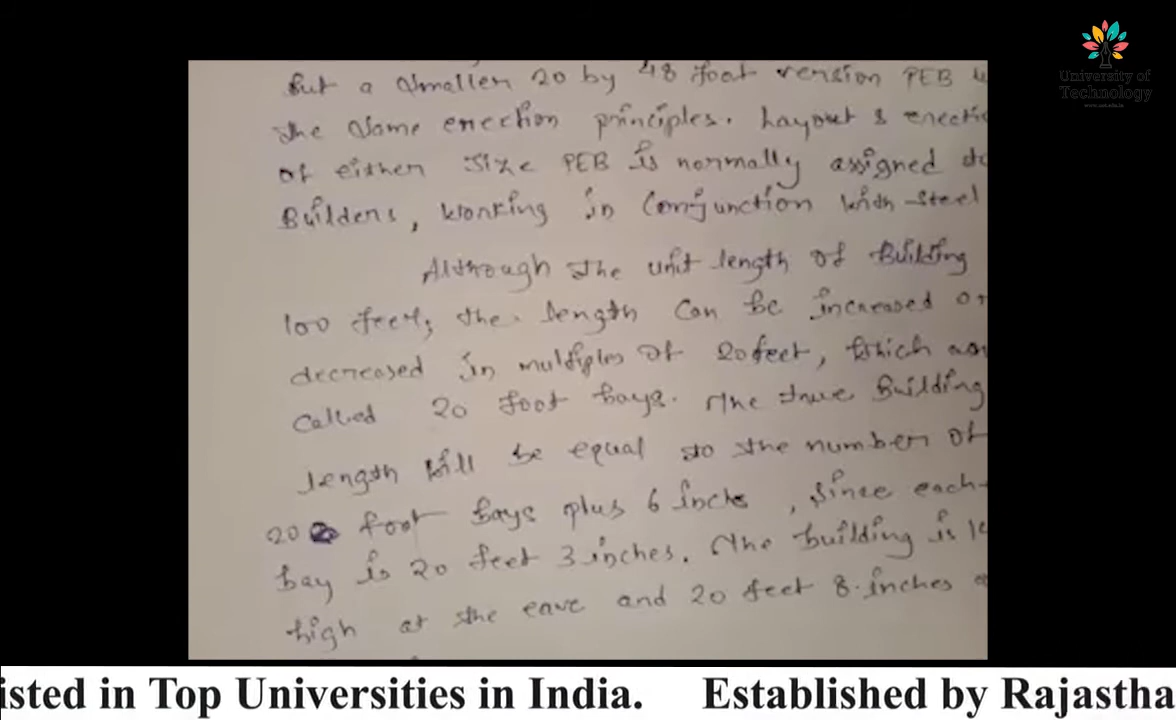 University of
Technology
But a smaller 20 by 48 foot version PEB
the same erection principles. Layout & erectio
of either size PEB is normally assigned to
Builders, working in conjunction with steel
Although the unit length of Building
100 feet, the length can be increased or
decreased in multiples of 20 feet, which
called 20 foot bays. The true Building
length will be equal to the number of
20 foot bays plus 6 inchs, since each
bay is 20 feet 3 inches. The building is
high at the eave and 20 feet 8 inches
isted in Top Universities in India. Established by Rajastha